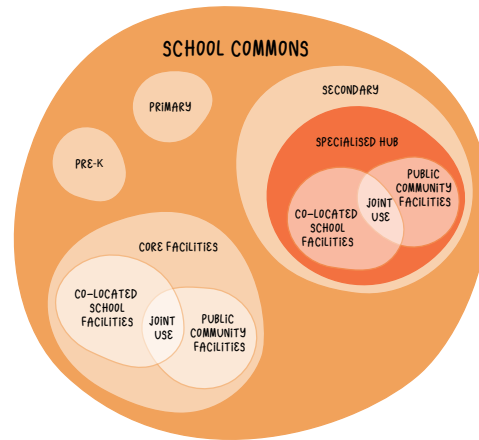 SCHOOL COMMONS
PRIMARY
PRE-K
SECONDARY
SPECIALISED HUB
CO-LOCATED
SCHOOL
FACILITIES
JOINT
USE
PUBLIC
COMMUNITY
FACILITIES
CORE FACILITIES
CO-LOCATED
SCHOOL
FACILITIES
JOINT
USE
PUBLIC
COMMUNITY
FACILITIES